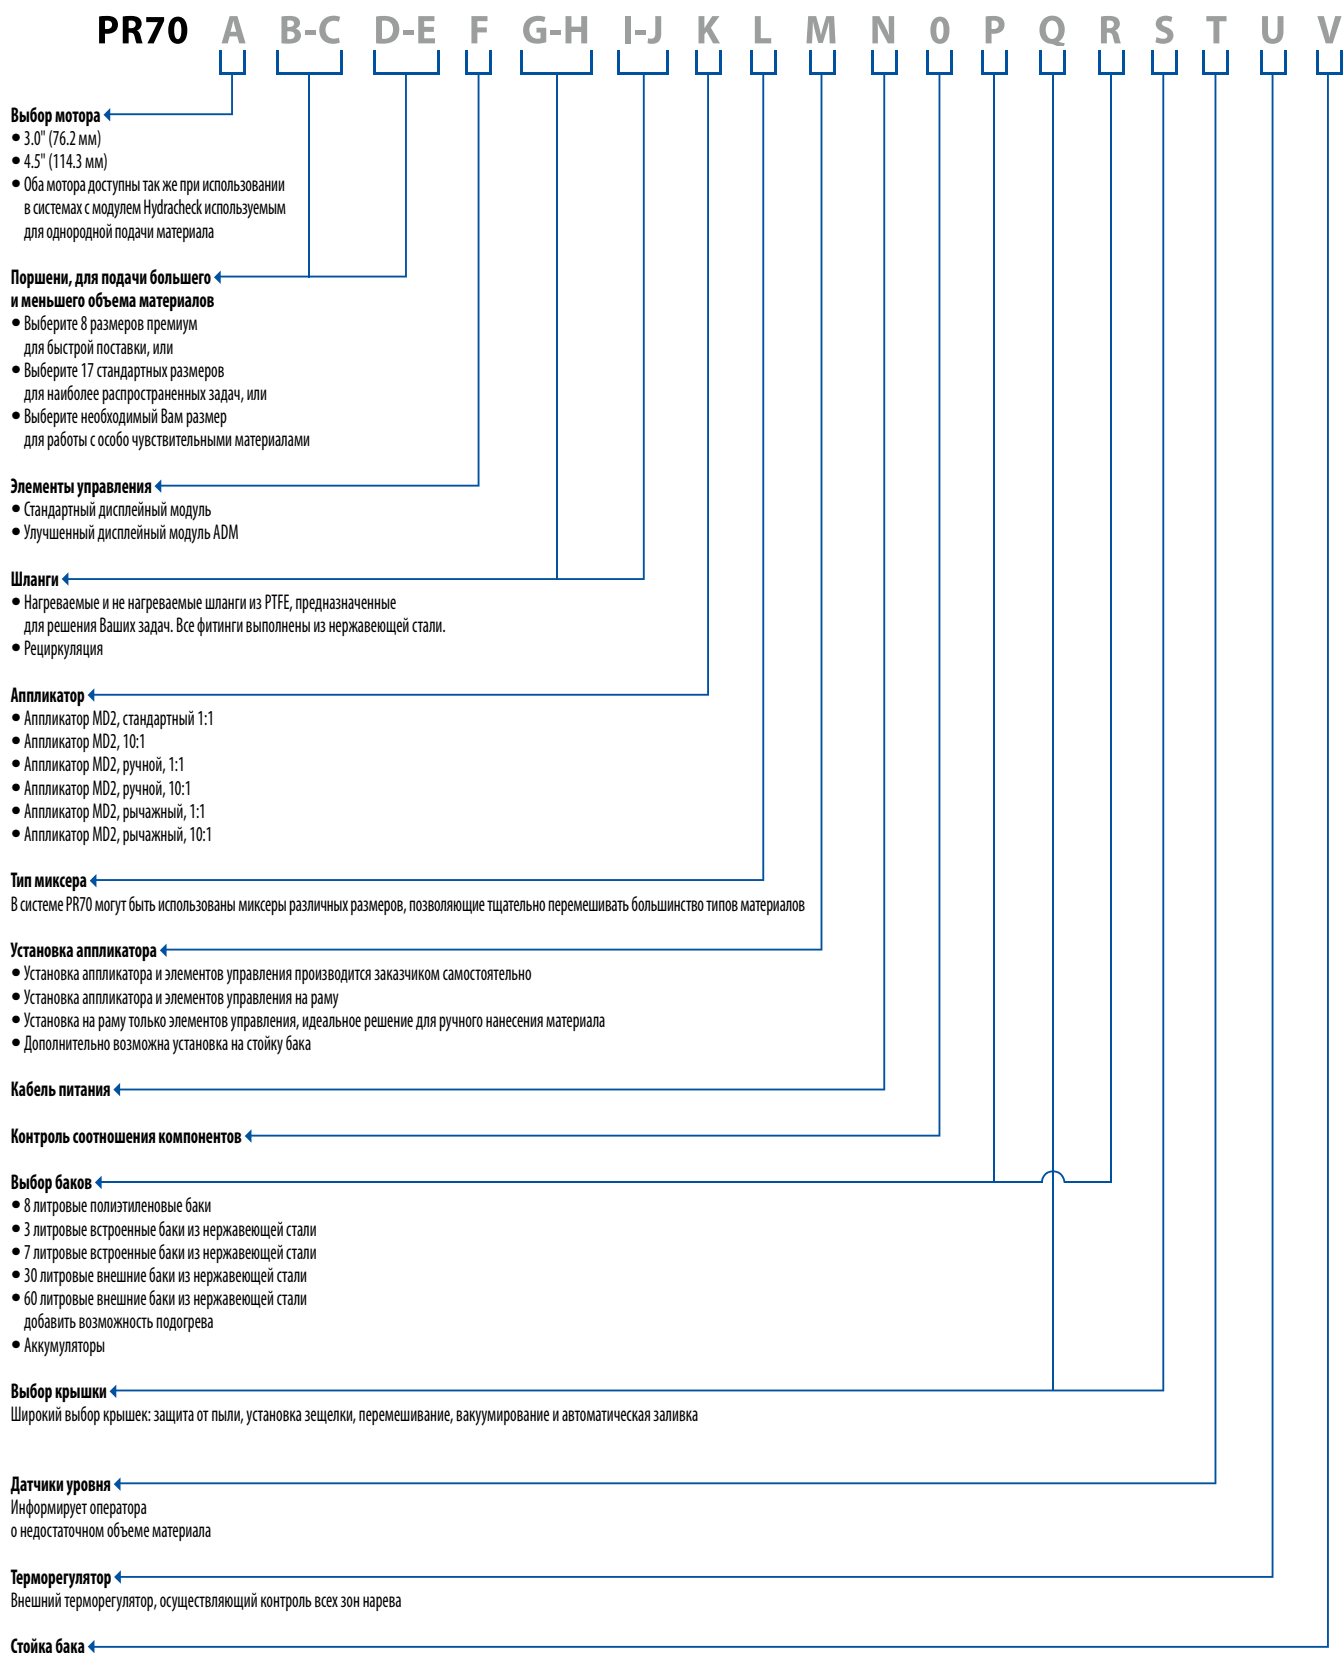 PR70 A B-C D-E F G-H I-J K L M N 0 P Q R S T U V
Выбор мотора
• 3.0" (76.2 мм)
• 4.5" (114.3 мм)
• Оба мотора доступны так же при использовании
в системах с модулем Hydracheck используемым
для однородной подачи материала
Поршени, для подачи большего
и меньшего объема материалов
• Выберите 8 размеров премиум
для быстрой поставки, или
• Выберите 17 стандартных размеров
для наиболее распространенных задач, или
• Выберите необходимый Вам размер
для работы с особо чувствительными материалами
Элементы управления
• Стандартный дисплейный модуль
• Улучшенный дисплейный модуль ADM
Шланги
• Нагреваемые и не нагреваемые шланги из PTFE, предназначенные
для решения Ваших задач. Все фитинги выполнены из нержавеющей стали.
• Рециркуляция
Аппликатор
• Аппликатор MD2, стандартный 1:1
• Аппликатор MD2, 10:1
• Аппликатор MD2, ручной, 1:1
• Аппликатор MD2, ручной, 10:1
• Аппликатор MD2, рычажный, 1:1
• Аппликатор MD2, рычажный, 10:1
Тип миксера
В системе PR70 могут быть использованы миксеры различных размеров, позволяющие тщательно перемешивать большинство типов материалов
Установка аппликатора
• Установка аппликатора и элементов управления производится заказчиком самостоятельно
• Установка аппликатора и элементов управления на раму
• Установка на раму только элементов управления, идеальное решение для ручного нанесения материала
• Дополнительно возможна установка на стойку бака
Кабель питания
Контроль соотношения компонентов
Выбор баков
• 8 литровые полиэтиленовые баки
• 3 литровые встроенные баки из нержавеющей стали
• 7 литровые встроенные баки из нержавеющей стали
• 30 литровые внешние баки из нержавеющей стали
• 60 литровые внешние баки из нержавеющей стали
добавить возможность подогрева
• Аккумуляторы
Выбор крышки
Широкий выбор крышек: защита от пыли, установка зещелки, перемешивание, вакуумирование и автоматическая заливка
Датчики уровня
Информирует оператора
о недостаточном объеме материала
Терморегулятор
Внешний терморегулятор, осуществляющий контроль всех зон нарева
Стойка бака